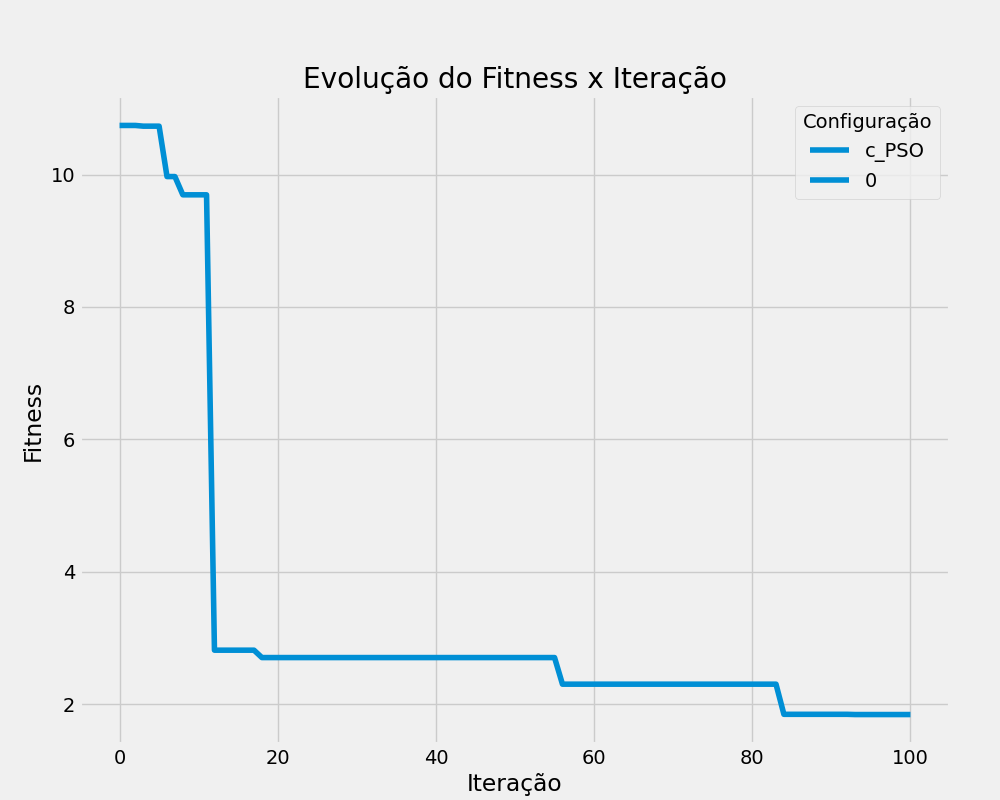 Evolução do Fitness x Iteração
Configuração
c_PSO
0
Fitness
10
8
6
4
2
0 20 40 60 80 100
Iteração